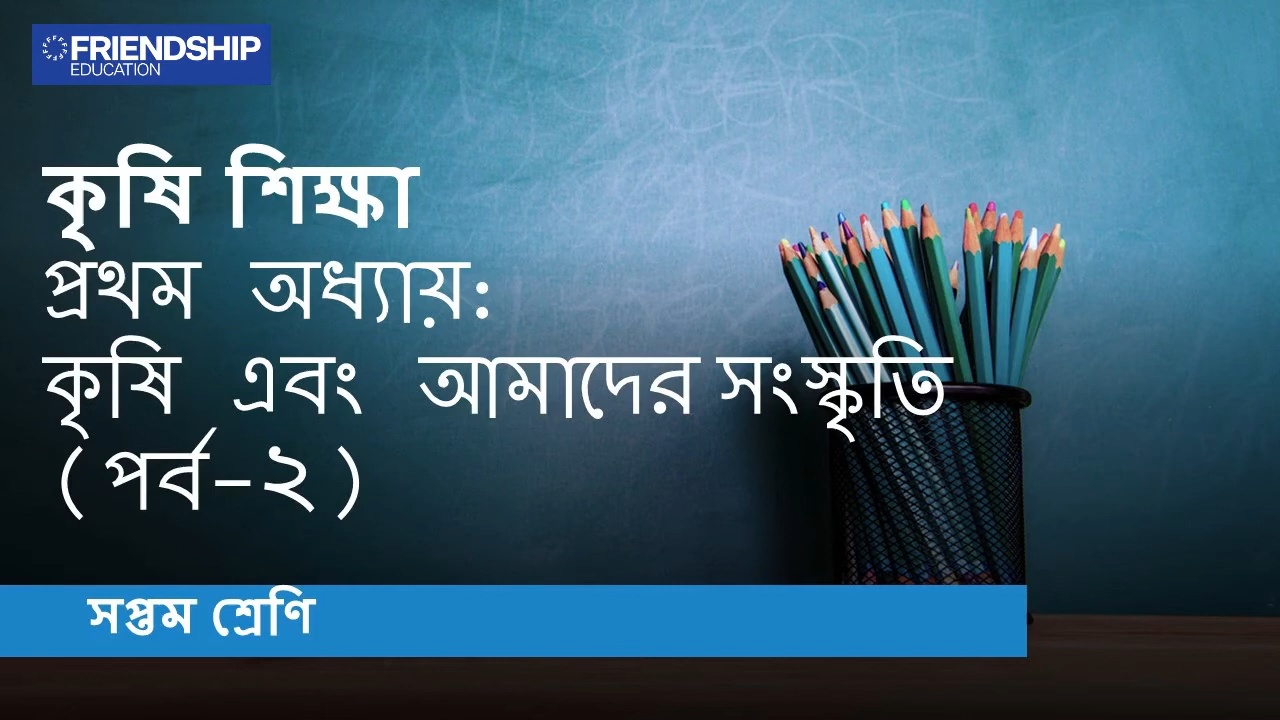 FRIENDSHIP
EDUCATION
কৃষি শিক্ষা
প্রথম অধ্যায়:
কৃষি এবং আমাদের সংস্কৃতি
( পর্ব-২ )
সপ্তম শ্রেণি